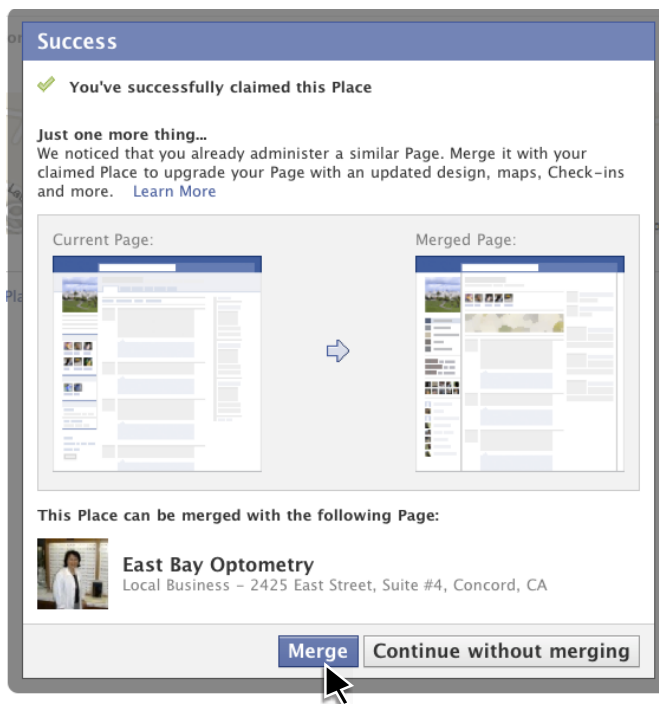 Success
You've successfully claimed this Place
Just one more thing...
We noticed that you already administer a similar Page. Merge it with your
claimed Place to upgrade your Page with an updated design, maps, Check-ins
and more. Learn More
Current Page:
Merged Page:
This Place can be merged with the following Page:
East Bay Optometry
Local Business - 2425 East Street, Suite #4, Concord, CA
Merge
Continue without merging